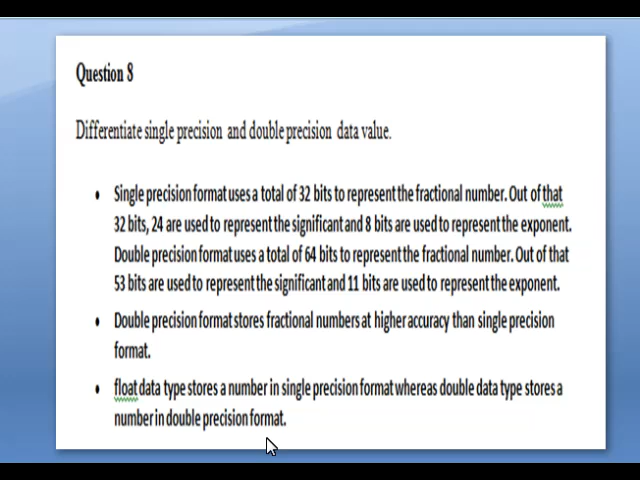 Question 8
Differentiate single precision and double precision data value.
• Single precision format uses a total of 32 bits to represent the fractional number. Out of that
32 bits, 24 are used to represent the significant and 8 bits are used to represent the exponent.
Double precision format uses a total of 64 bits to represent the fractional number. Out of that
53 bits are used to represent the significant and 11 bits are used to represent the exponent.
• Double precision format stores fractional numbers at higher accuracy than single precision
format.
• float data type stores a number in single precision format whereas double data type stores a
number in double precision format.